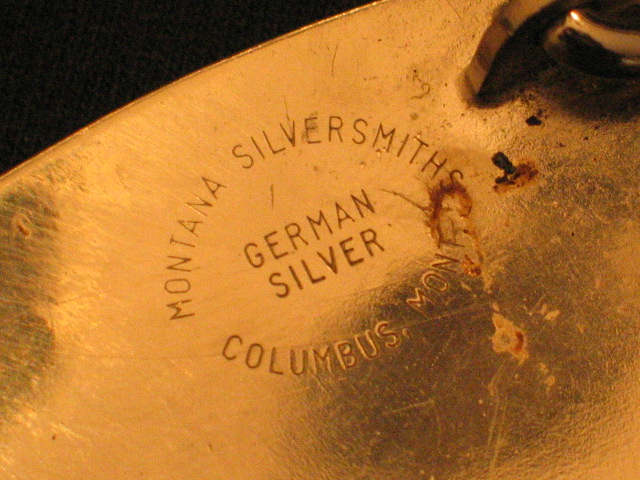 MONTANA SILVERSMITHS
GERMAN
SILVER
COLUMBUS, MONT.